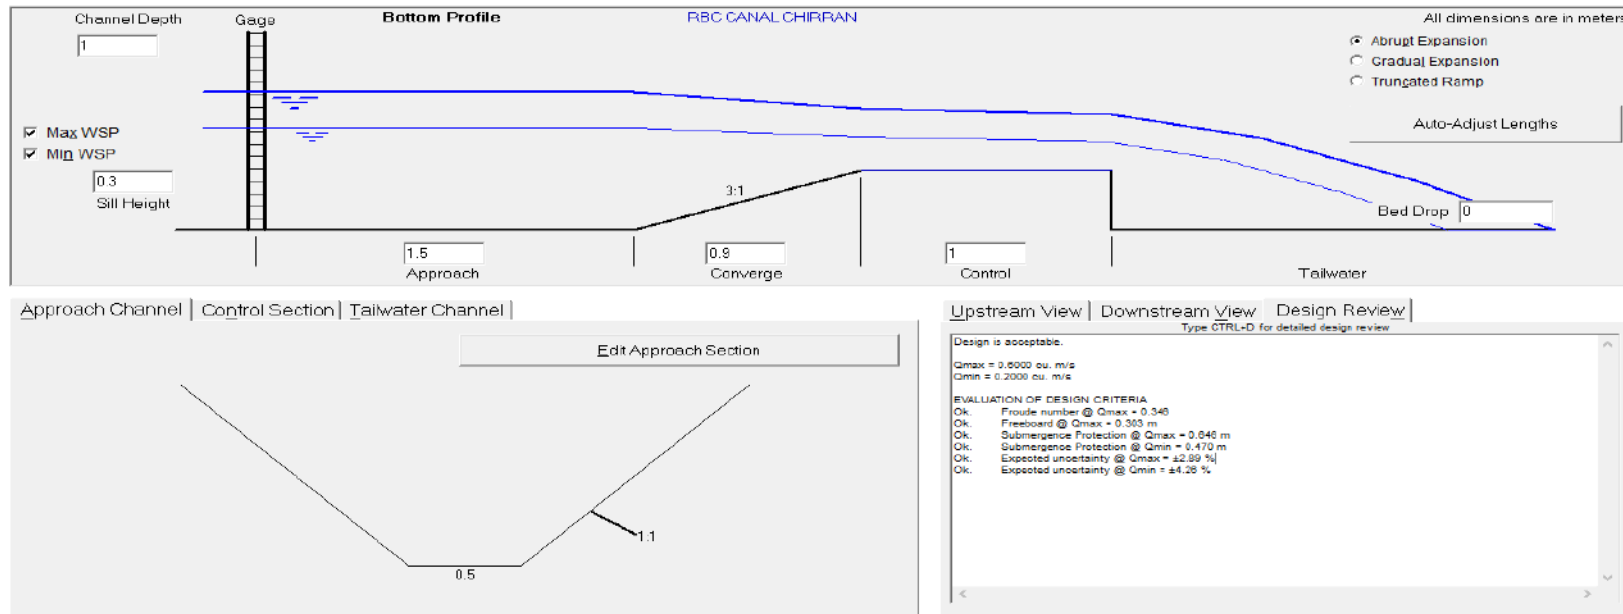 Channel Depth
Gage
Bottom Profile
RBC CANAL CHIRRAN
All dimensions are in meters
1
Abrupt Expansion
Gradual Expansion
Truncated Ramp
Auto-Adjust Lengths
Max WSP
Min WSP
0.3
Sill Height
3:1
Bed Drop 0
1.5
0.9
1
Approach
Converge
Control
Tailwater
Approach Channel
Control Section
Tailwater Channel
Edit Approach Section
1:1
0.5
Upstream View
Downstream View
Design Review
Type CTRL+D for detailed design review
Design is acceptable.
Qmax = 0.6000 cu. m/s
Qmin = 0.2000 cu. m/s
EVALUATION OF DESIGN CRITERIA
Ok. Froude number @ Qmax = 0.346
Ok. Freeboard @ Qmax = 0.303 m
Ok. Submergence Protection @ Qmax = 0.646 m
Ok. Submergence Protection @ Qmin = 0.470 m
Ok. Expected uncertainty @ Qmax = ±2.89 %
Ok. Expected uncertainty @ Qmin = ±4.26 %